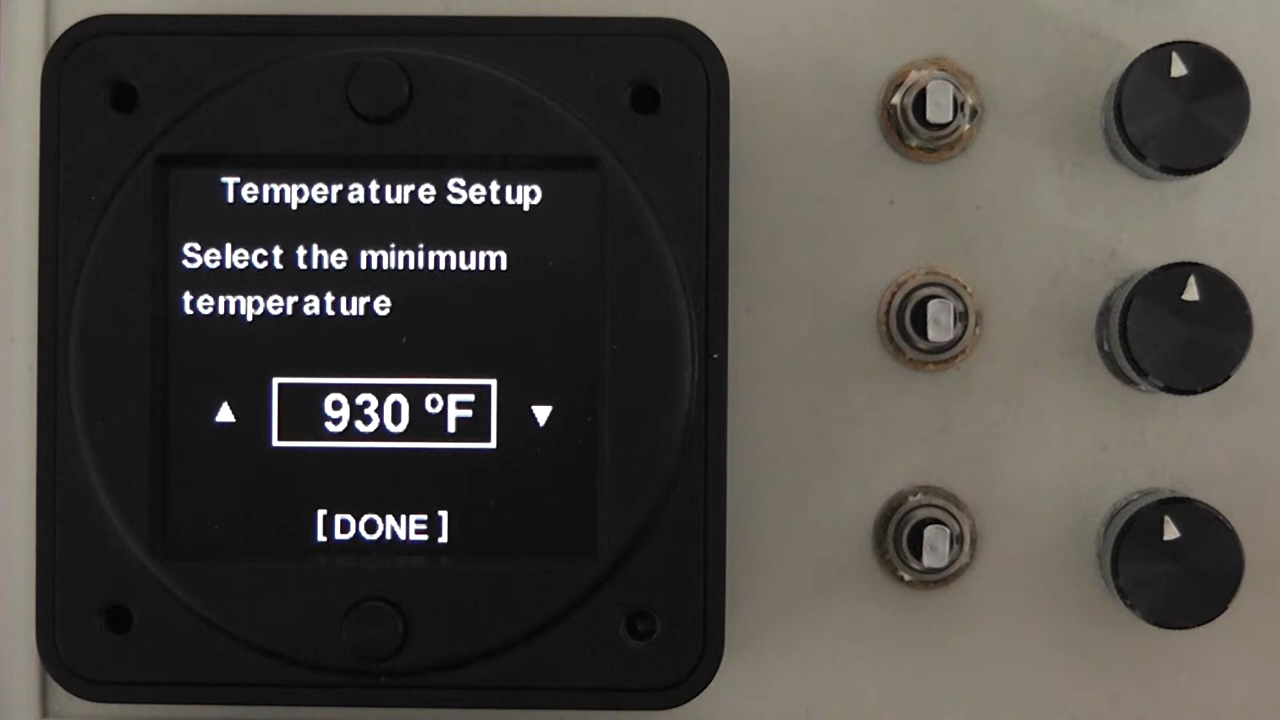 Temperature Setup
Select the minimum
temperature
▲ 930 ºF ▼
[DONE]